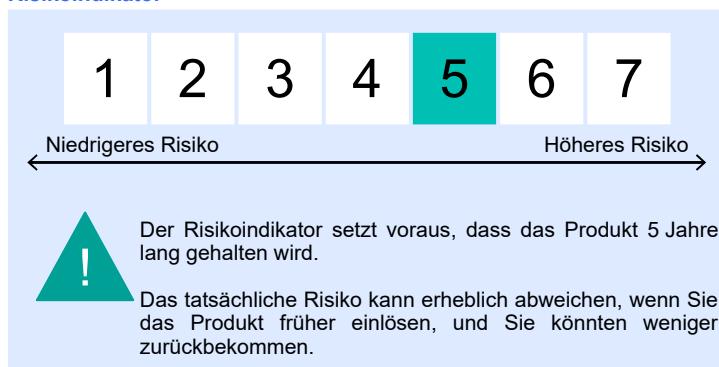 1 2 3 4 5 6 7
Niedrigeres Risiko Höheres Risiko
Der Risikoindikator setzt voraus, dass das Produkt 5 Jahre
lang gehalten wird.
!
Das tatsächliche Risiko kann erheblich abweichen, wenn Sie
das Produkt früher einlösen, und Sie könnten weniger
zurückbekommen.